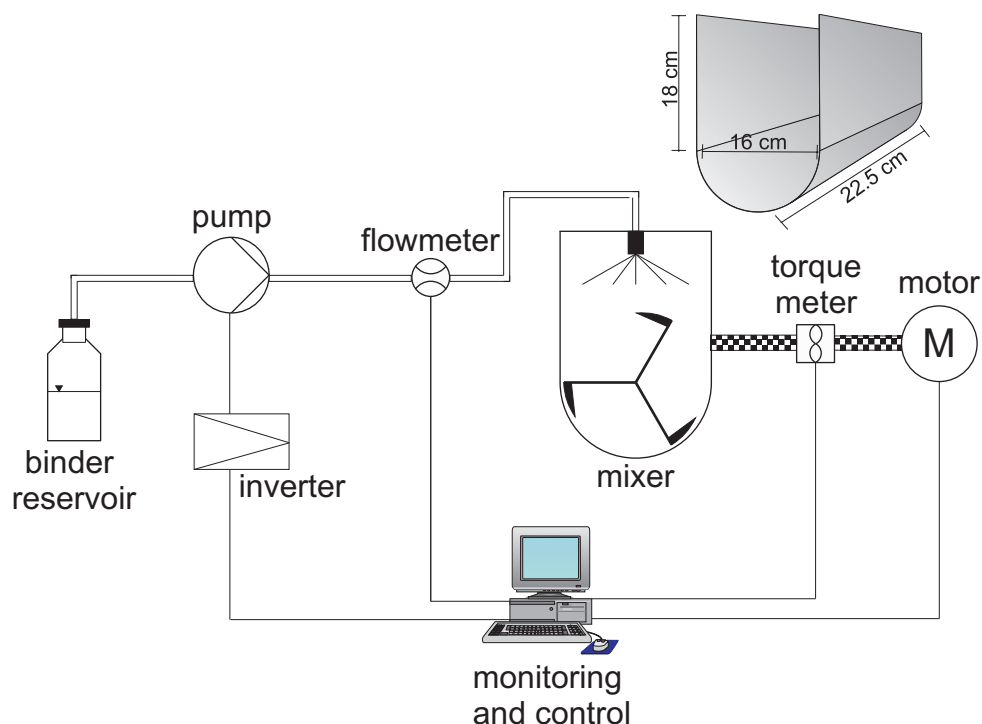 18 cm
16 cm
22.5 cm
pump
flowmeter
torque
meter
motor
M
binder
reservoir
inverter
mixer
monitoring
and control